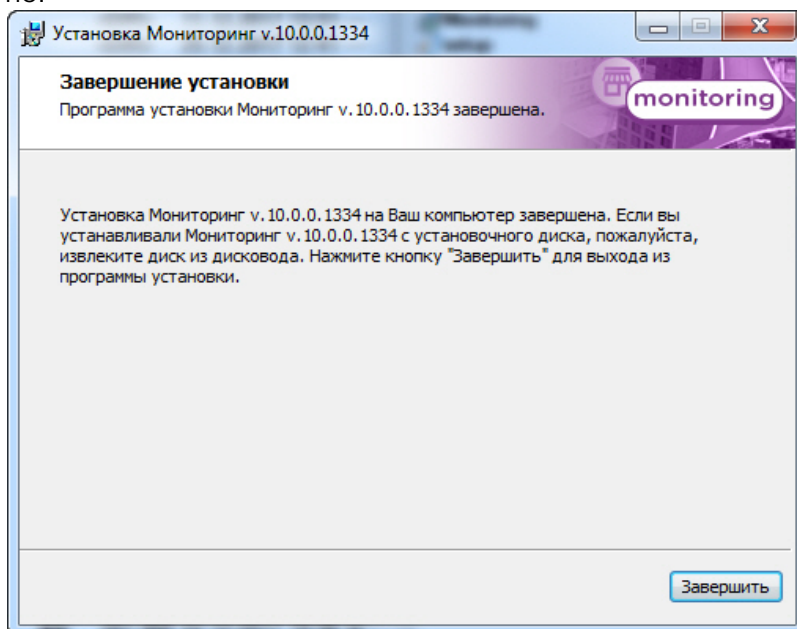 Установка Мониторинг v.10.0.0.1334
Завершение установки
Программа установки Мониторинг v.10.0.0.1334 завершена.
monitoring
Установка Мониторинг v.10.0.0.1334 на Ваш компьютер завершена. Если вы
устанавливали Мониторинг v.10.0.0.1334 с установочного диска, пожалуйста,
извлеките диск из дисковода. Нажмите кнопку "Завершить" для выхода из
программы установки.
Завершить